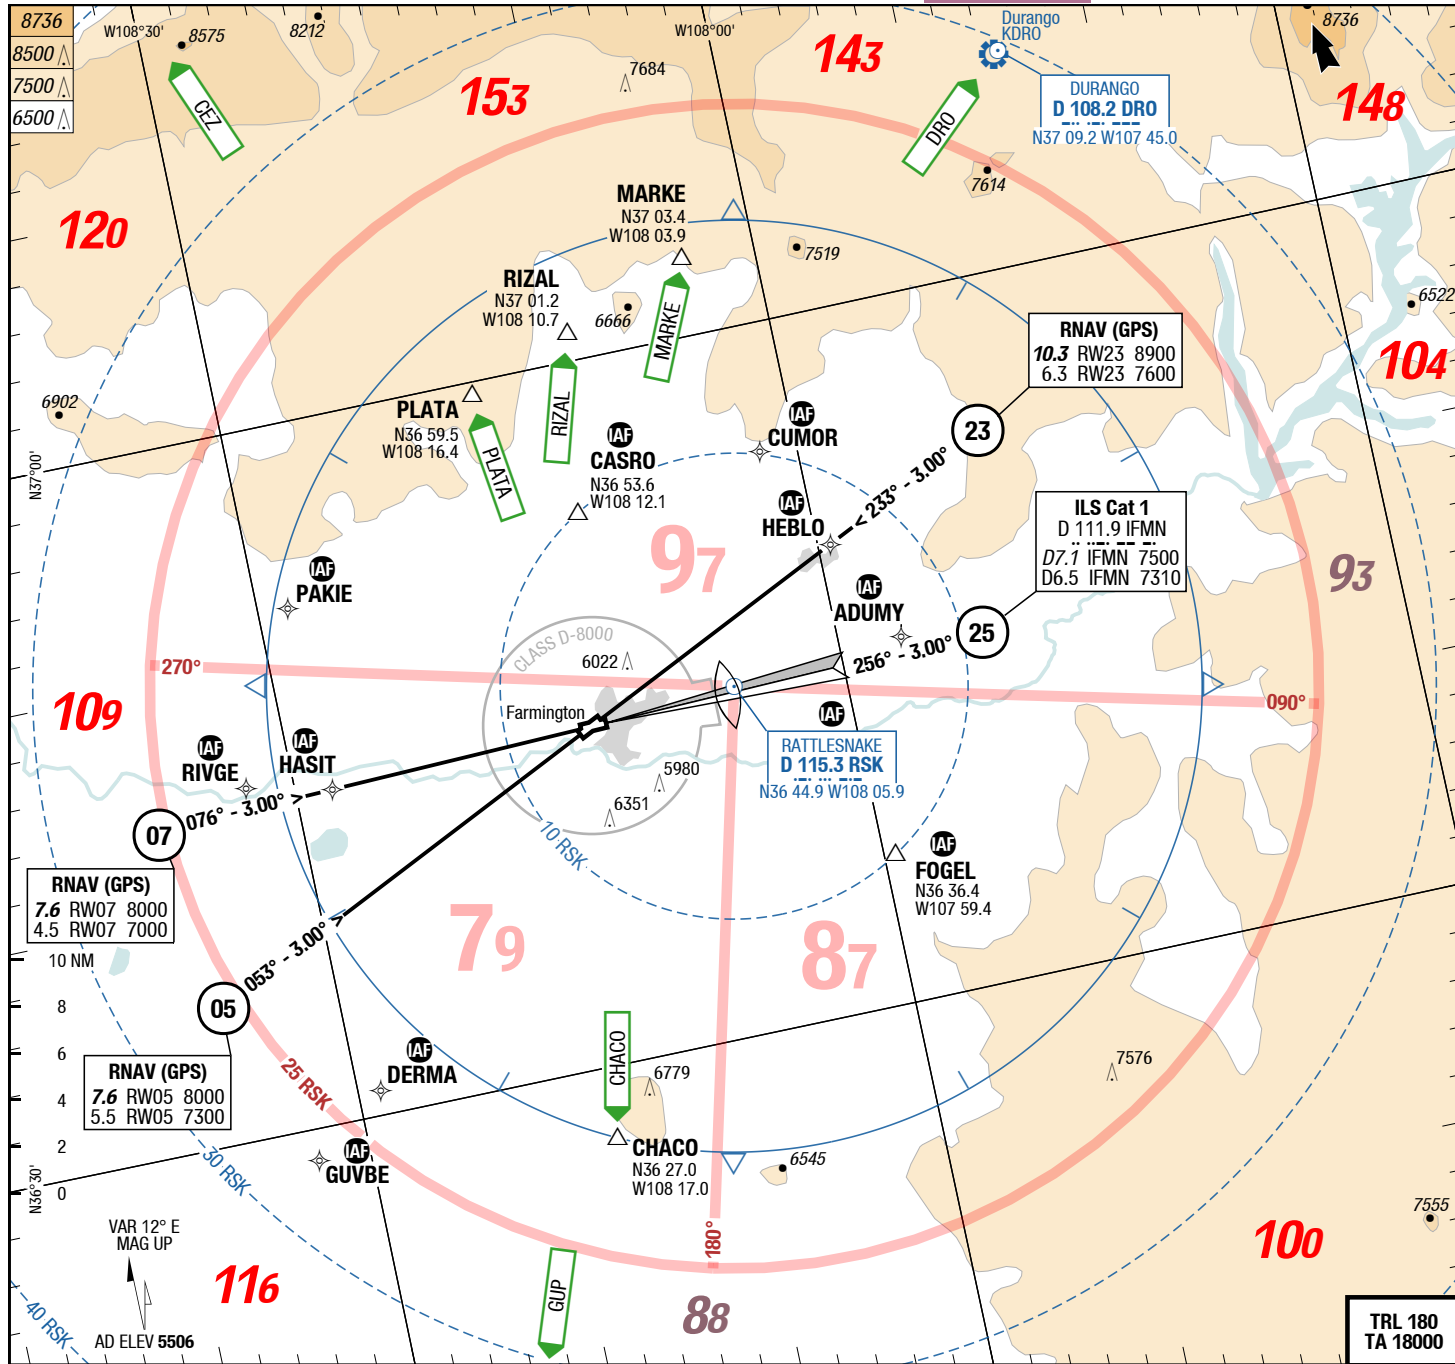 8736
8500
7500
6500
W108°30'
8575
8212
CEZ
153
7684
W108°00'
143
Durango
KDRO
8736
DURANGO
D 108.2 DRO
N37 09.2 W107 45.0
148
DRO
7614
120
MARKE
N37 03.4
W108 03.9
7519
RIZAL
N37 01.2
W108 10.7
6666
MARKE
6522
RNAV (GPS)
10.3 RW23 8900
6.3 RW23 7600
104
6902
PLATA
N36 59.5
W108 16.4
RIZAL
PLATA
IAF
CASRO
N36 53.6
W108 12.1
IAF
CUMOR
23
N37°00'
< 233° - 3.00°
IAF
HEBLO
ILS Cat 1
D 111.9 IFMN
D7.1 IFMN 7500
D6.5 IFMN 7310
97
93
IAF
PAKIE
IAF
ADUMY
25
256° - 3.00°
CLASS D-8000
6022
270°
090°
109
Farmington
IAF
RATTLESNAKE
D 115.3 RSK
N36 44.9 W108 05.9
IAF
RIVGE
IAF
HASIT
5980
6351
076° - 3.00° >
07
10 RSK
IAF
FOGEL
N36 36.4
W107 59.4
RNAV (GPS)
7.6 RW07 8000
4.5 RW07 7000
053° - 3.00° >
79
87
10 NM
8
6
4
2
0
05
RNAV (GPS)
7.6 RW05 8000
5.5 RW05 7300
25 RSK
IAF
DERMA
CHACO
6779
7576
CHACO
N36 27.0
W108 17.0
6545
IAF
GUVBE
30 RSK
N36°30'
180°
7555
VAR 12° E
MAG UP
AD ELEV 5506
116
GUP
88
100
40 RSK
TRL 180
TA 18000